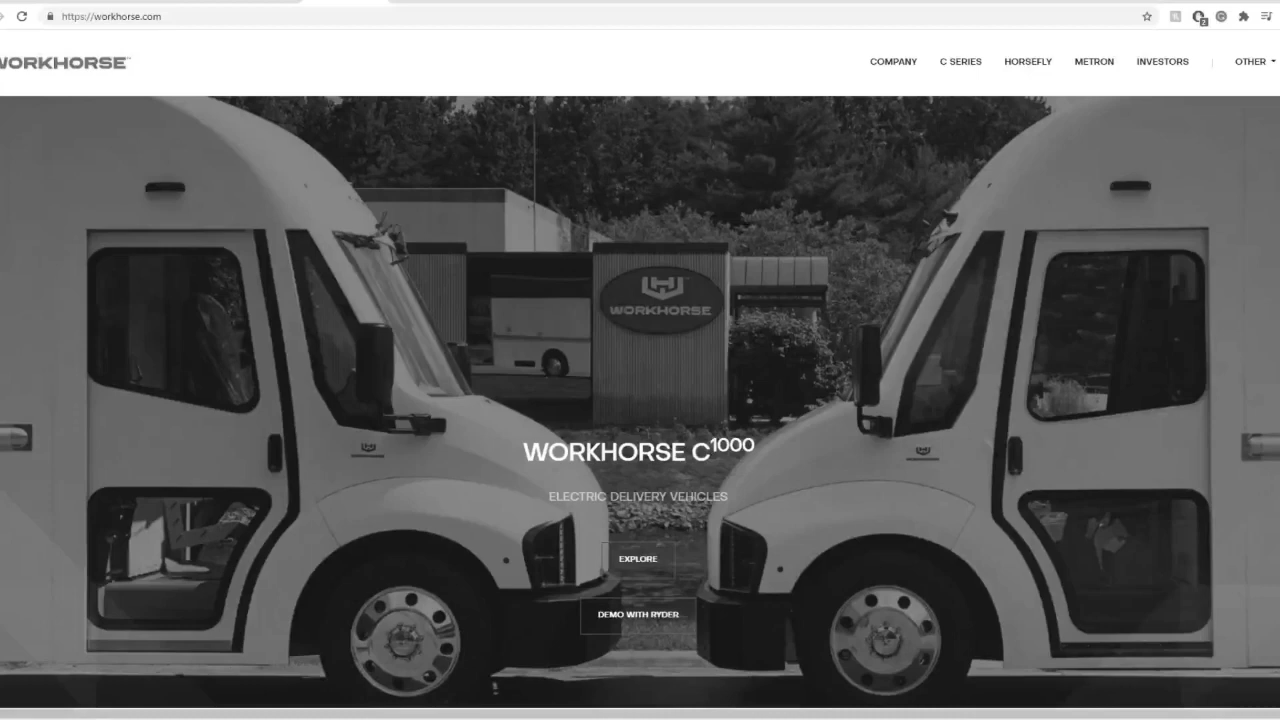 https://workhorse.com
WORKHORSE
COMPANY
C SERIES
HORSEFLY
METRON
INVESTORS
OTHER
WORKHORSE
WORKHORSE C1000
ELECTRIC DELIVERY VEHICLES
EXPLORE
DEMO WITH RYDER